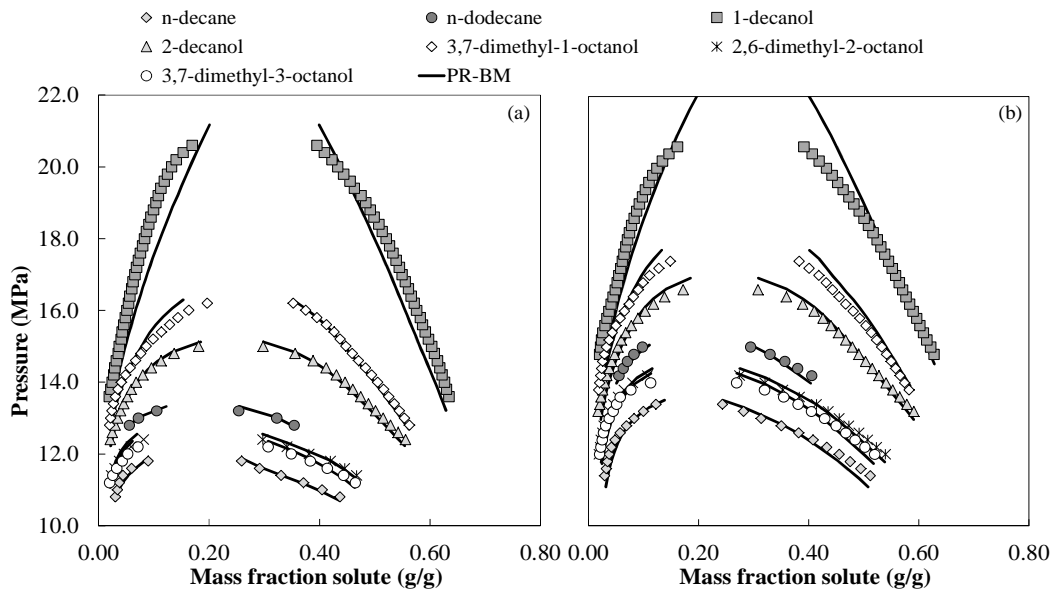 n-decane n-dodecane 1-decanol
2-decanol 3,7-dimethyl-1-octanol 2,6-dimethyl-2-octanol
3,7-dimethyl-3-octanol PR-BM
22.0
(a) (b)
20.0
18.0
16.0
14.0
12.0
10.0
Pressure (MPa)
0.00 0.20 0.40 0.60 0.80 0.00 0.20 0.40 0.60 0.80
Mass fraction solute (g/g) Mass fraction solute (g/g)